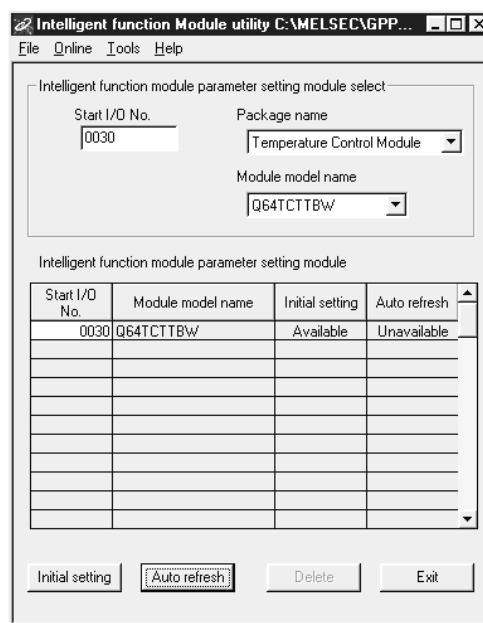 Intelligent function Module utility C:\MELSEC\GPP...
File Online Tools Help
Intelligent function module parameter setting module select
Start I/O No. Package name
0030 Temperature Control Module
Module model name
Q64TCTTBW
Intelligent function module parameter setting module
Start I/O No. Module model name Initial setting Auto refresh
0030 Q64TCTTBW Available Unavailable
Initial setting Auto refresh Delete Exit